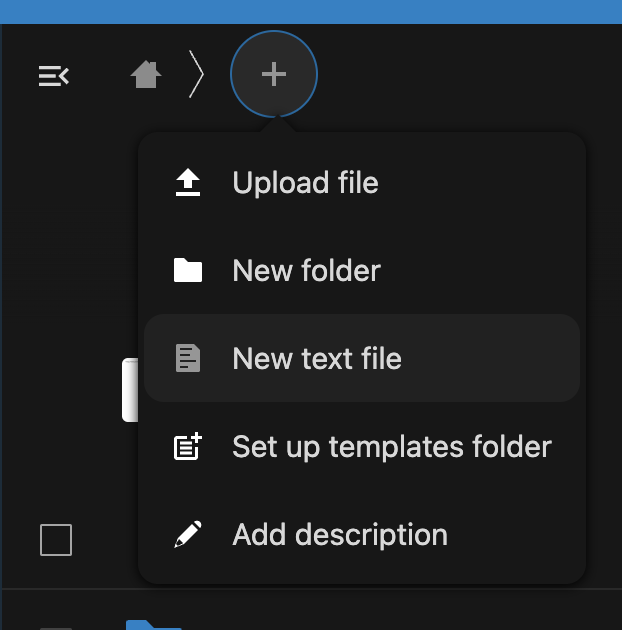 Upload file
New folder
New text file
Set up templates folder
Add description